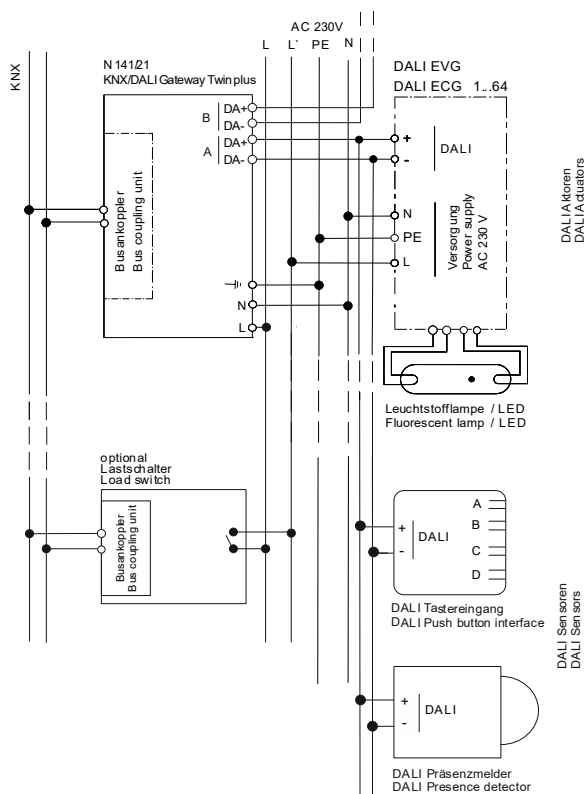 AC 230V
L L` PE N
KNX
N 141/21
KNX/DALI Gateway Twin plus
B
DA+
DA-
A
DA+
DA-
Busankoppler
Bus coupling unit
N
L
DALI EVG
DALI ECG 1...64
+
-
DALI
N
PE
L
Versorgung
Power supply
AC 230 V
DALI Aktoren
DALI Actuators
Leuchtstofflampe / LED
Fluorescent lamp / LED
optional
Lastschalter
Load switch
Busankoppler
Bus coupling unit
+
-
DALI
A
B
C
D
DALI Tastereingang
DALI Push button interface
DALI Sensoren
DALI Sensors
+
-
DALI
DALI Präsenzmelder
DALI Presence detector